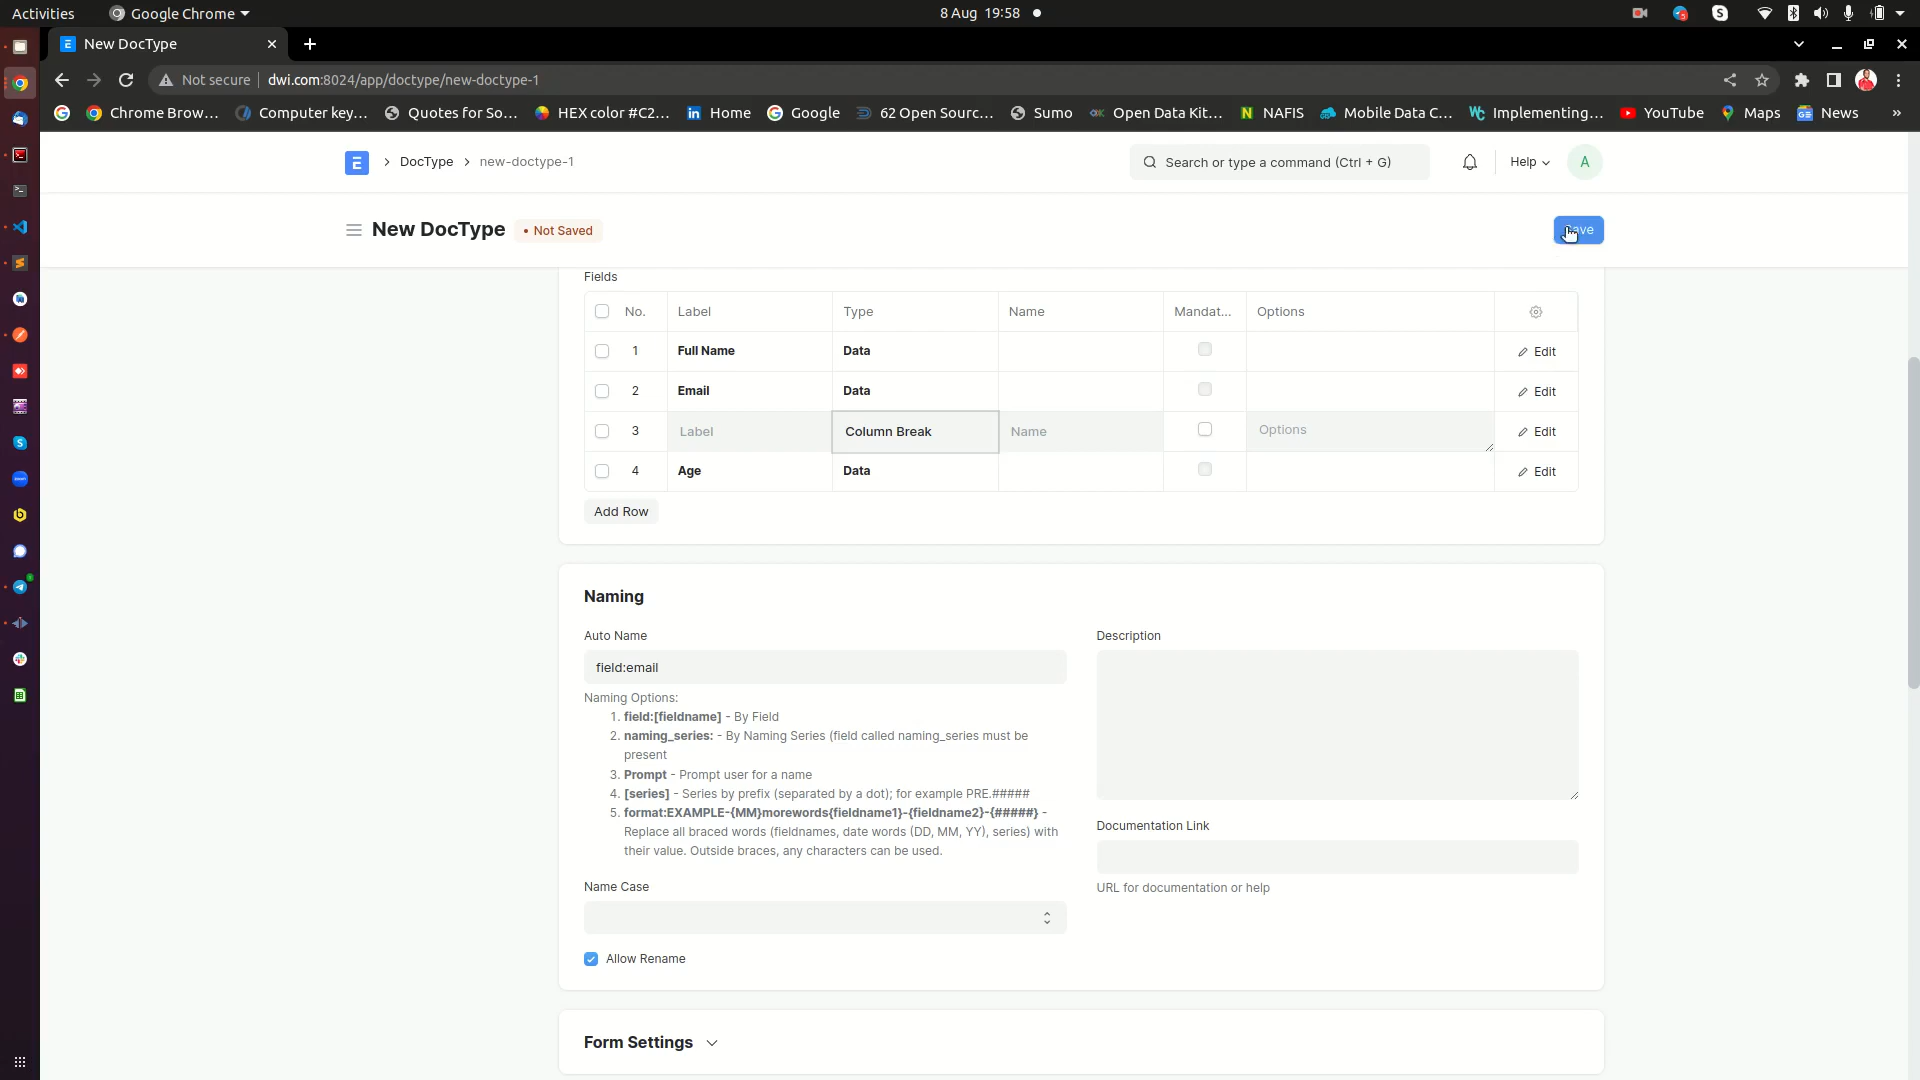 Activities
Google Chrome
8 Aug 19:58
New DocType
Not secure
dwi.com:8024/app/doctype/new-doctype-1
Chrome Brow...
Computer key...
Quotes for So...
HEX color #C2...
Home
Google
62 Open Sourc...
Sumo
Open Data Kit...
NAFIS
Mobile Data C...
Implementing...
YouTube
Maps
News
»
E
DocType
new-doctype-1
Search or type a command (Ctrl + G)
Help
A
New DocType
Not Saved
Fields
No.
Label
Type
Name
Mandat...
Options
1
Full Name
Data
Edit
2
Email
Data
Edit
3
Label
Column Break
Name
Options
Edit
4
Age
Data
Edit
Add Row
Naming
Auto Name
field:email
Naming Options:
1. field:[fieldname] - By Field
2. naming_series: - By Naming Series (field called naming_series must be
present
3. Prompt - Prompt user for a name
4. [series] - Series by prefix (separated by a dot); for example PRE.#####
5. format:EXAMPLE-{MM}morewords{fieldname1}-{fieldname2}-{#####} -
Replace all braced words (fieldnames, date words (DD, MM, YY), series) with
their value. Outside braces, any characters can be used.
Name Case
Allow Rename
Description
Documentation Link
URL for documentation or help
Form Settings